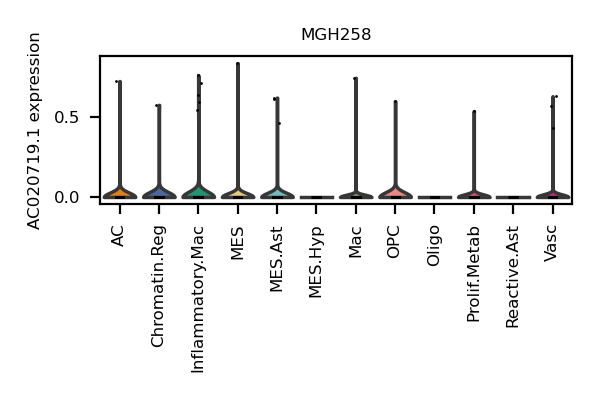 MGH258
AC020719.1 expression
0.5
0.0
AC
Chromatin.Reg
Inflammatory.Mac
MES
MES.Ast
MES.Hyp
Mac
OPC
Oligo
Prolif.Metab
Reactive.Ast
Vasc